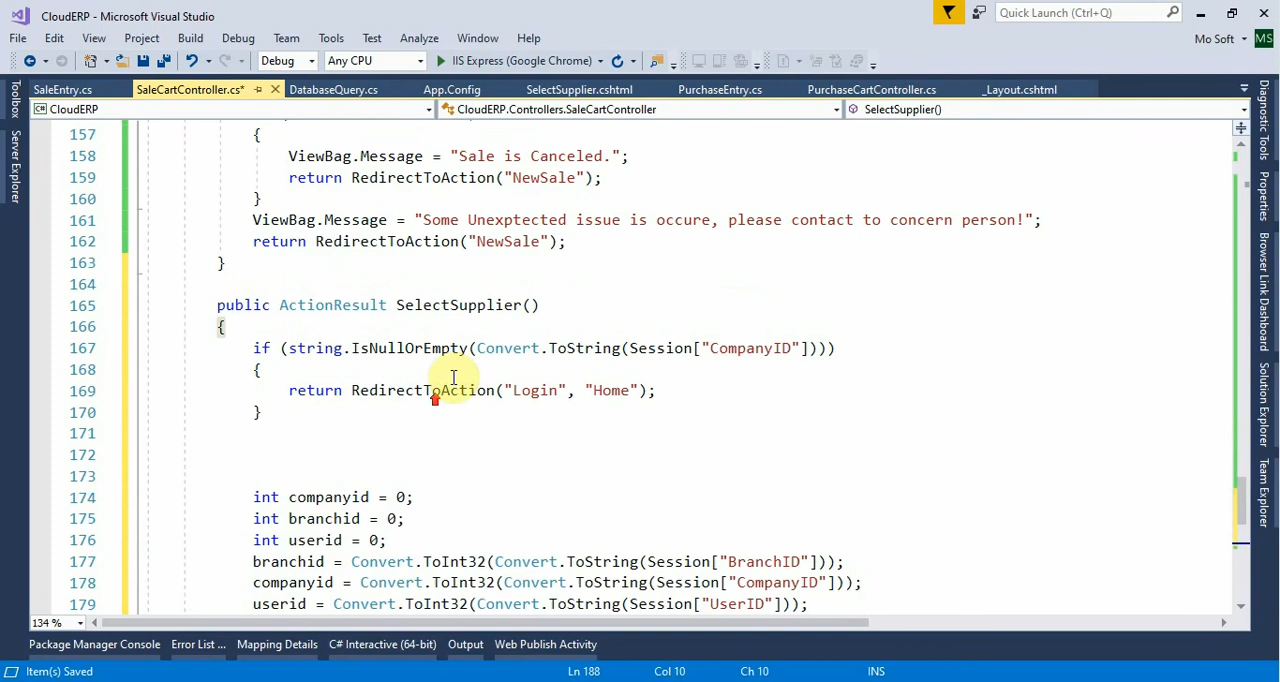 CloudERP - Microsoft Visual Studio
Quick Launch (Ctrl+Q)
File Edit View Project Build Debug Team Tools Test Analyze Window Help
Mo Soft MS
Debug Any CPU IIS Express (Google Chrome)
SaleEntry.cs SaleCartController.cs* DatabaseQuery.cs App.Config SelectSupplier.cshtml PurchaseEntry.cs PurchaseCartController.cs _Layout.cshtml
CloudERP CloudERP.Controllers.SaleCartController SelectSupplier()
157 {
158 ViewBag.Message = "Sale is Canceled.";
159 return RedirectToAction("NewSale");
160 }
161 ViewBag.Message = "Some Unexptected issue is occure, please contact to concern person!";
162 return RedirectToAction("NewSale");
163 }
164
165 public ActionResult SelectSupplier()
166 {
167 if (string.IsNullOrEmpty(Convert.ToString(Session["CompanyID"])))
168 {
169 return RedirectToAction("Login", "Home");
170 }
171
172
173
174 int companyid = 0;
175 int branchid = 0;
176 int userid = 0;
177 branchid = Convert.ToInt32(Convert.ToString(Session["BranchID"]));
178 companyid = Convert.ToInt32(Convert.ToString(Session["CompanyID"]));
179 userid = Convert.ToInt32(Convert.ToString(Session["UserID"]));
134 %
Toolbox
Server Explorer
Diagnostic Tools
Properties
Browser Link Dashboard
Solution Explorer
Team Explorer
Package Manager Console Error List ... Mapping Details C# Interactive (64-bit) Output Web Publish Activity
Item(s) Saved Ln 188 Col 10 Ch 10 INS